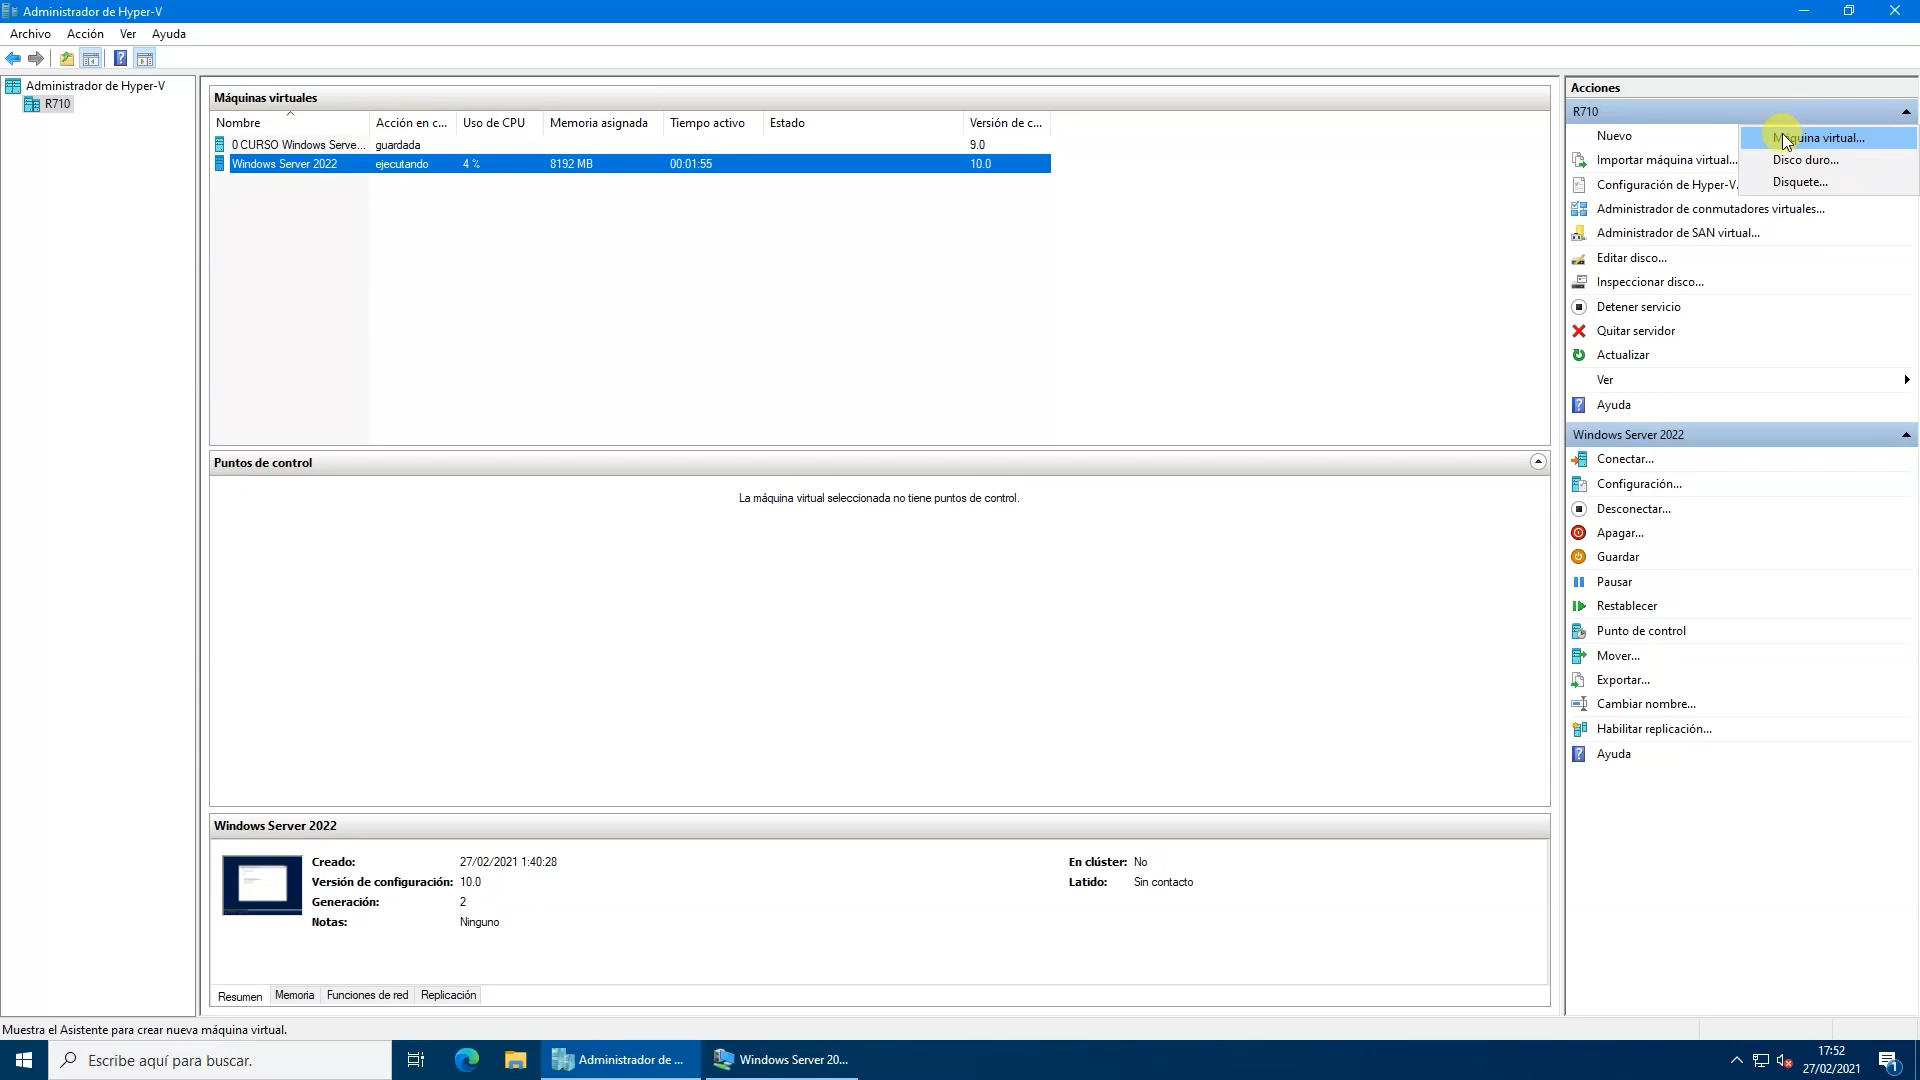 Administrador de Hyper-V
Archivo Acción Ver Ayuda
Administrador de Hyper-V
R710
Máquinas virtuales
Nombre Acción en c... Uso de CPU Memoria asignada Tiempo activo Estado Versión de c...
0 CURSO Windows Serve... guardada 9.0
Windows Server 2022 ejecutando 4 % 8192 MB 00:01:55 10.0
Puntos de control
La máquina virtual seleccionada no tiene puntos de control.
Windows Server 2022
Creado: 27/02/2021 1:40:28 En clúster: No
Versión de configuración: 10.0 Latido: Sin contacto
Generación: 2
Notas: Ninguno
Resumen Memoria Funciones de red Replicación
Acciones
R710
Nuevo
Máquina virtual...
Disco duro...
Disquete...
Importar máquina virtual...
Configuración de Hyper-V.
Administrador de conmutadores virtuales...
Administrador de SAN virtual...
Editar disco...
Inspeccionar disco...
Detener servicio
Quitar servidor
Actualizar
Ver
Ayuda
Windows Server 2022
Conectar...
Configuración...
Desconectar...
Apagar...
Guardar
Pausar
Restablecer
Punto de control
Mover...
Exportar...
Cambiar nombre...
Habilitar replicación...
Ayuda
Muestra el Asistente para crear nueva máquina virtual.
Escribe aquí para buscar.
Administrador de ...
Windows Server 20...
17:52
27/02/2021
1